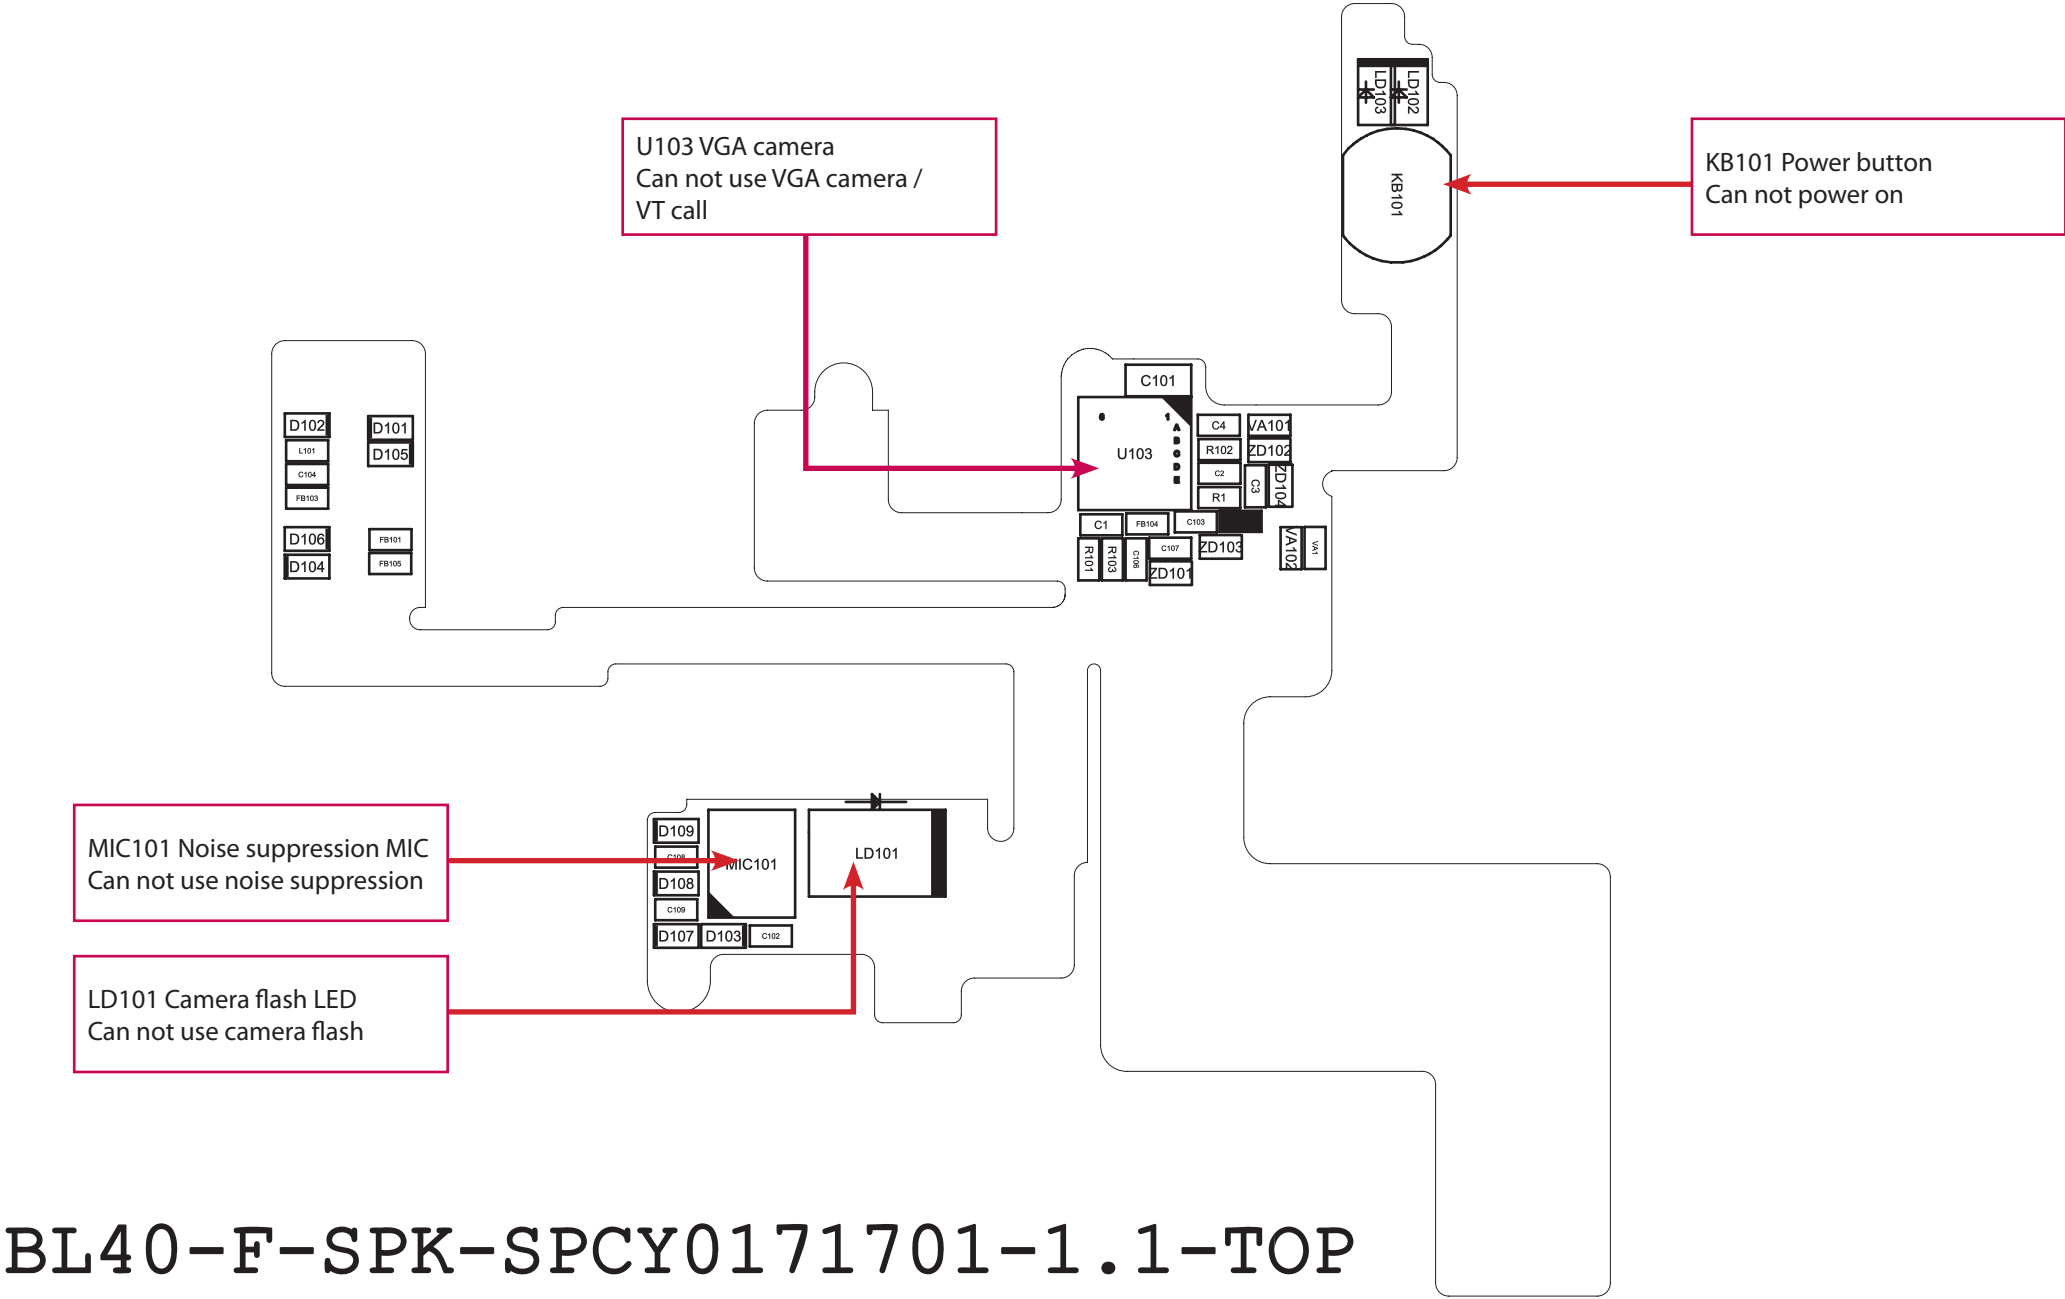 LD103
LD102
U103 VGA camera
Can not use VGA camera /
VT call
KB101
KB101 Power button
Can not power on
C101
6
1
A
B
C
D
E
U103
C4
VA101
R102
ZD102
C2
C3
ZD104
R1
C1
FB104
C103
R101
R103
C106
C107
ZD103
ZD101
VA102
VA1
D102
D101
L101
D105
C104
FB103
D106
FB101
D104
FB105
MIC101 Noise suppression MIC
Can not use noise suppression
D109
C108
MIC101
LD101
D108
C109
D107
D103
C102
LD101 Camera flash LED
Can not use camera flash
BL40-F-SPK-SPCY0171701-1.1-TOP